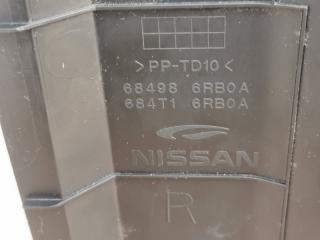 >PP-TD10<
68498 6RB0A
684T1 6RB0A
NISSAN
R